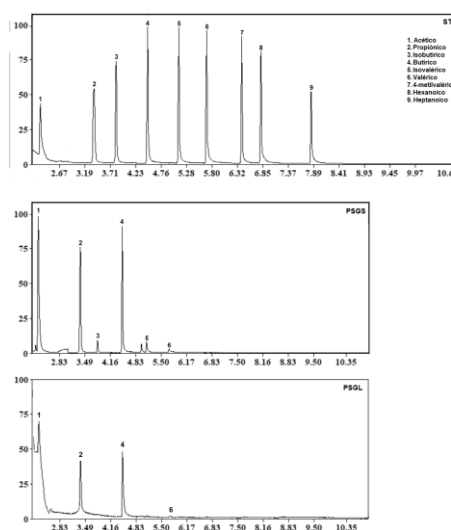 100
ST
1. Acético
2. Propiónico
3. Isobutirico
4. Butírico
5. Isovalérico
6. Valérico
7. 4-metilvalérico
8. Hexanoico
9. Heptanoico
75
50
25
0
1 2 3 4 5 6 7 8 9
2.67 3.19 3.71 4.23 4.76 5.28 5.80 6.32 6.85 7.37 7.89 8.41 8.93 9.45 9.97
100
PSGS
75
50
25
0
1 2 3 4 5 6
2.83 3.49 4.16 4.83 5.50 6.16 6.83 7.50 8.16 8.83 9.50 10.35
100
PSGL
75
50
25
0
1 2 4 6
2.83 3.49 4.16 4.83 5.50 6.16 6.83 7.50 8.16 8.83 9.50 10.35